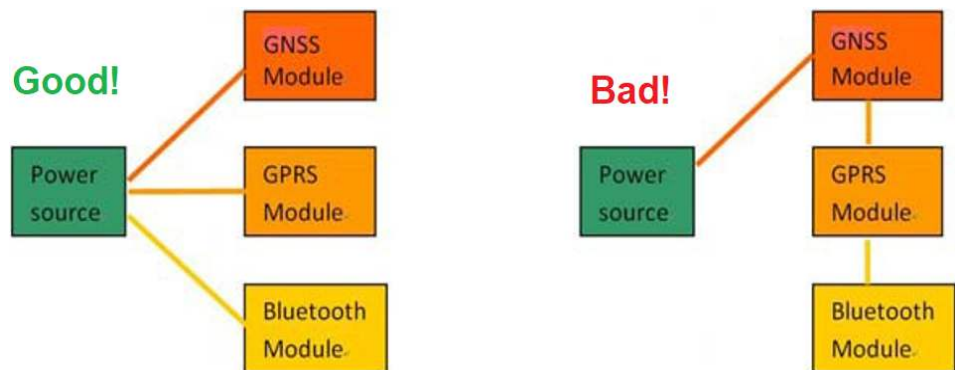 Good!
GNSS
Module
Power
source
GPRS
Module
Bluetooth
Module
Bad!
GNSS
Module
Power
source
GPRS
Module
Bluetooth
Module